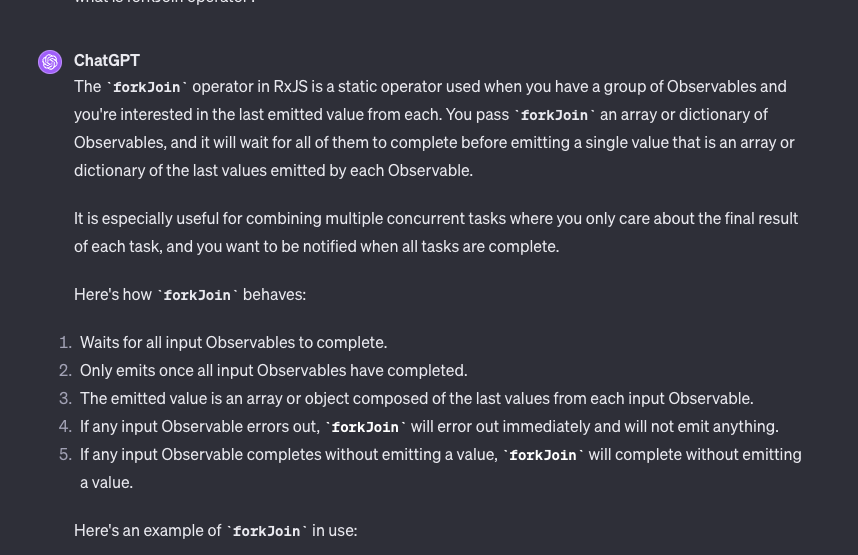 what is forkJoin operator?
ChatGPT
The `forkJoin` operator in RxJS is a static operator used when you have a group of Observables and
you're interested in the last emitted value from each. You pass `forkJoin` an array or dictionary of
Observables, and it will wait for all of them to complete before emitting a single value that is an array or
dictionary of the last values emitted by each Observable.
It is especially useful for combining multiple concurrent tasks where you only care about the final result
of each task, and you want to be notified when all tasks are complete.
Here's how `forkJoin` behaves:
1. Waits for all input Observables to complete.
2. Only emits once all input Observables have completed.
3. The emitted value is an array or object composed of the last values from each input Observable.
4. If any input Observable errors out, `forkJoin` will error out immediately and will not emit anything.
5. If any input Observable completes without emitting a value, `forkJoin` will complete without emitting
a value.
Here's an example of `forkJoin` in use: